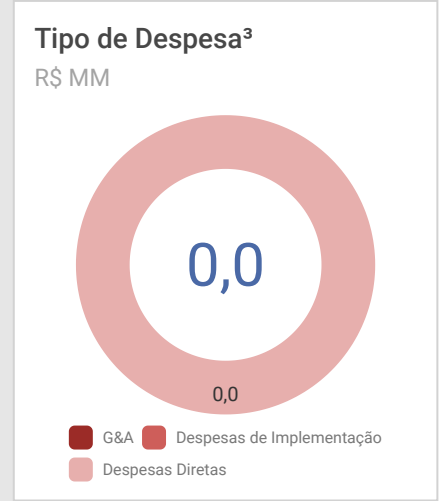 Tipo de Despesa³
R$ MM
0,0
0,0
G&A Despesas de Implementação
Despesas Diretas